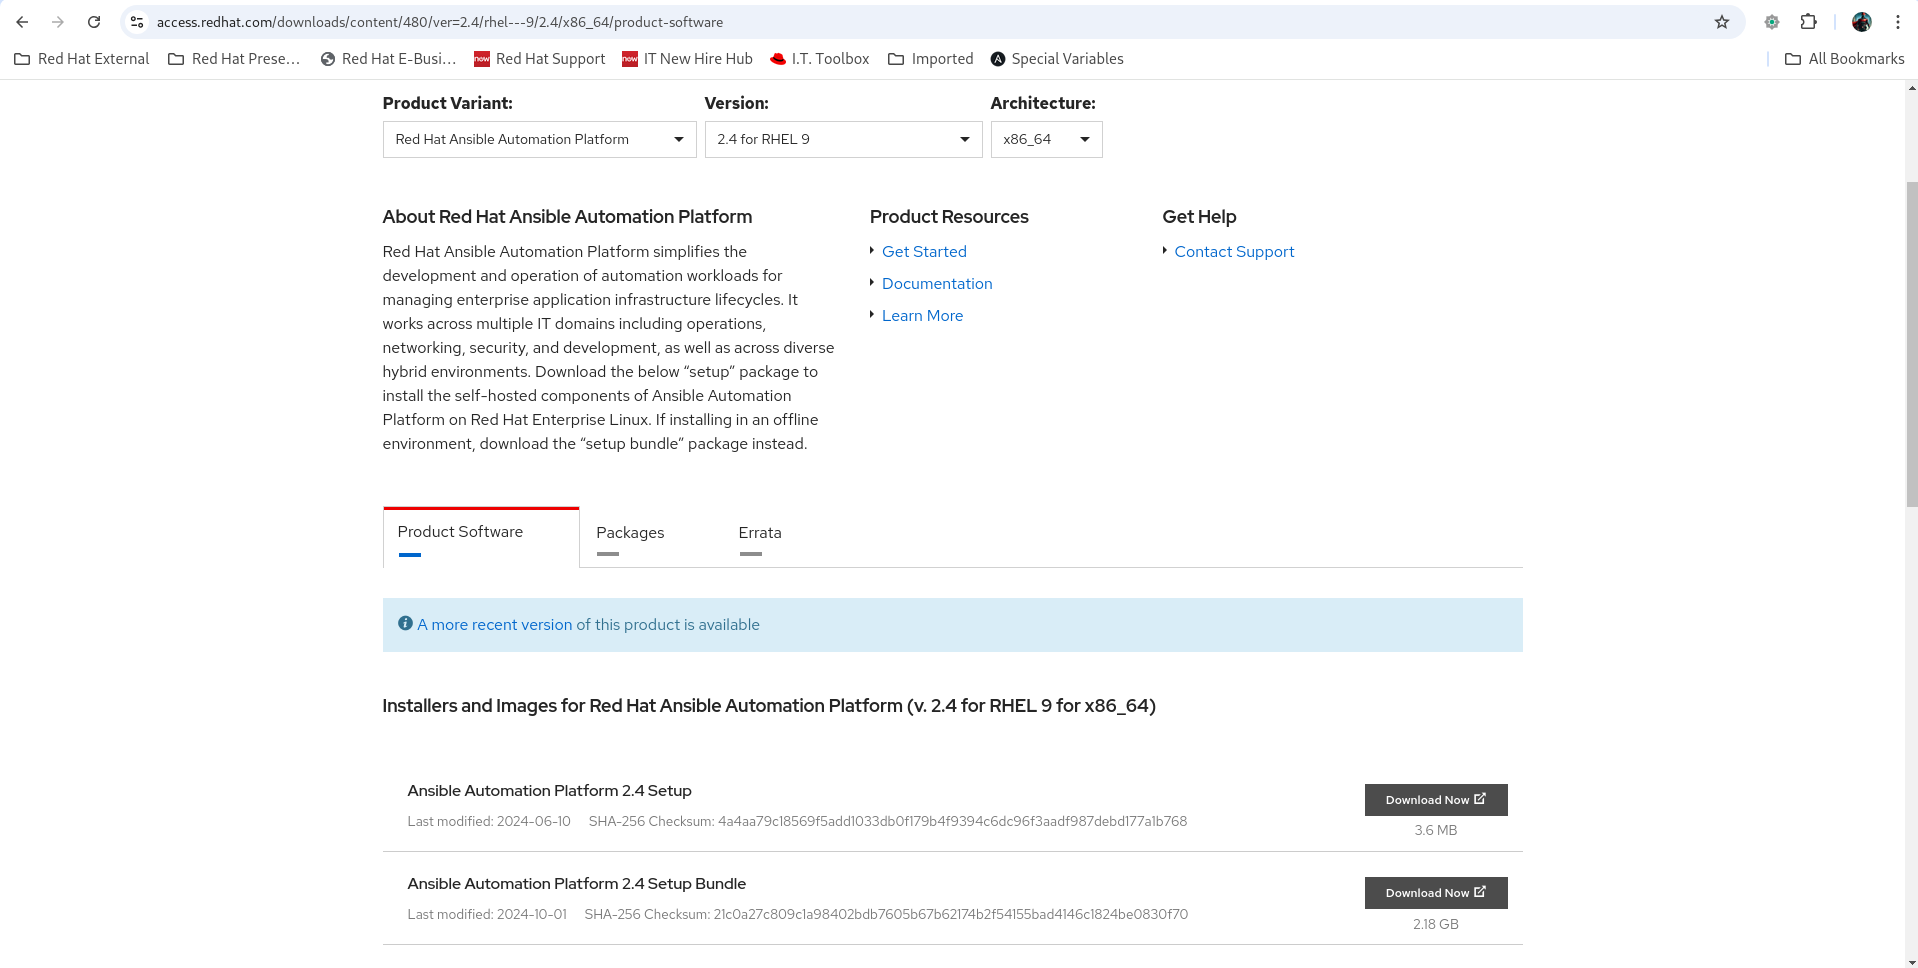 access.redhat.com/downloads/content/480/ver=2.4/rhel---9/2.4/x86_64/product-software
Red Hat External Red Hat Prese... Red Hat E-Busi... now Red Hat Support now IT New Hire Hub I.T. Toolbox Imported A Special Variables All Bookmarks
Product Variant: Version: Architecture:
Red Hat Ansible Automation Platform 2.4 for RHEL 9 x86_64
About Red Hat Ansible Automation Platform
Red Hat Ansible Automation Platform simplifies the
development and operation of automation workloads for
managing enterprise application infrastructure lifecycles. It
works across multiple IT domains including operations,
networking, security, and development, as well as across diverse
hybrid environments. Download the below “setup” package to
install the self-hosted components of Ansible Automation
Platform on Red Hat Enterprise Linux. If installing in an offline
environment, download the “setup bundle” package instead.
Product Resources
Get Started
Documentation
Learn More
Get Help
Contact Support
Product Software Packages Errata
A more recent version of this product is available
Installers and Images for Red Hat Ansible Automation Platform (v. 2.4 for RHEL 9 for x86_64)
Ansible Automation Platform 2.4 Setup
Last modified: 2024-06-10 SHA-256 Checksum: 4a4aa79c18569f5add1033db0f179b4f9394c6dc96f3aadf987debd177a1b768
Download Now
3.6 MB
Ansible Automation Platform 2.4 Setup Bundle
Last modified: 2024-10-01 SHA-256 Checksum: 21c0a27c809c1a98402bdb7605b67b62174b2f54155bad4146c1824be0830f70
Download Now
2.18 GB